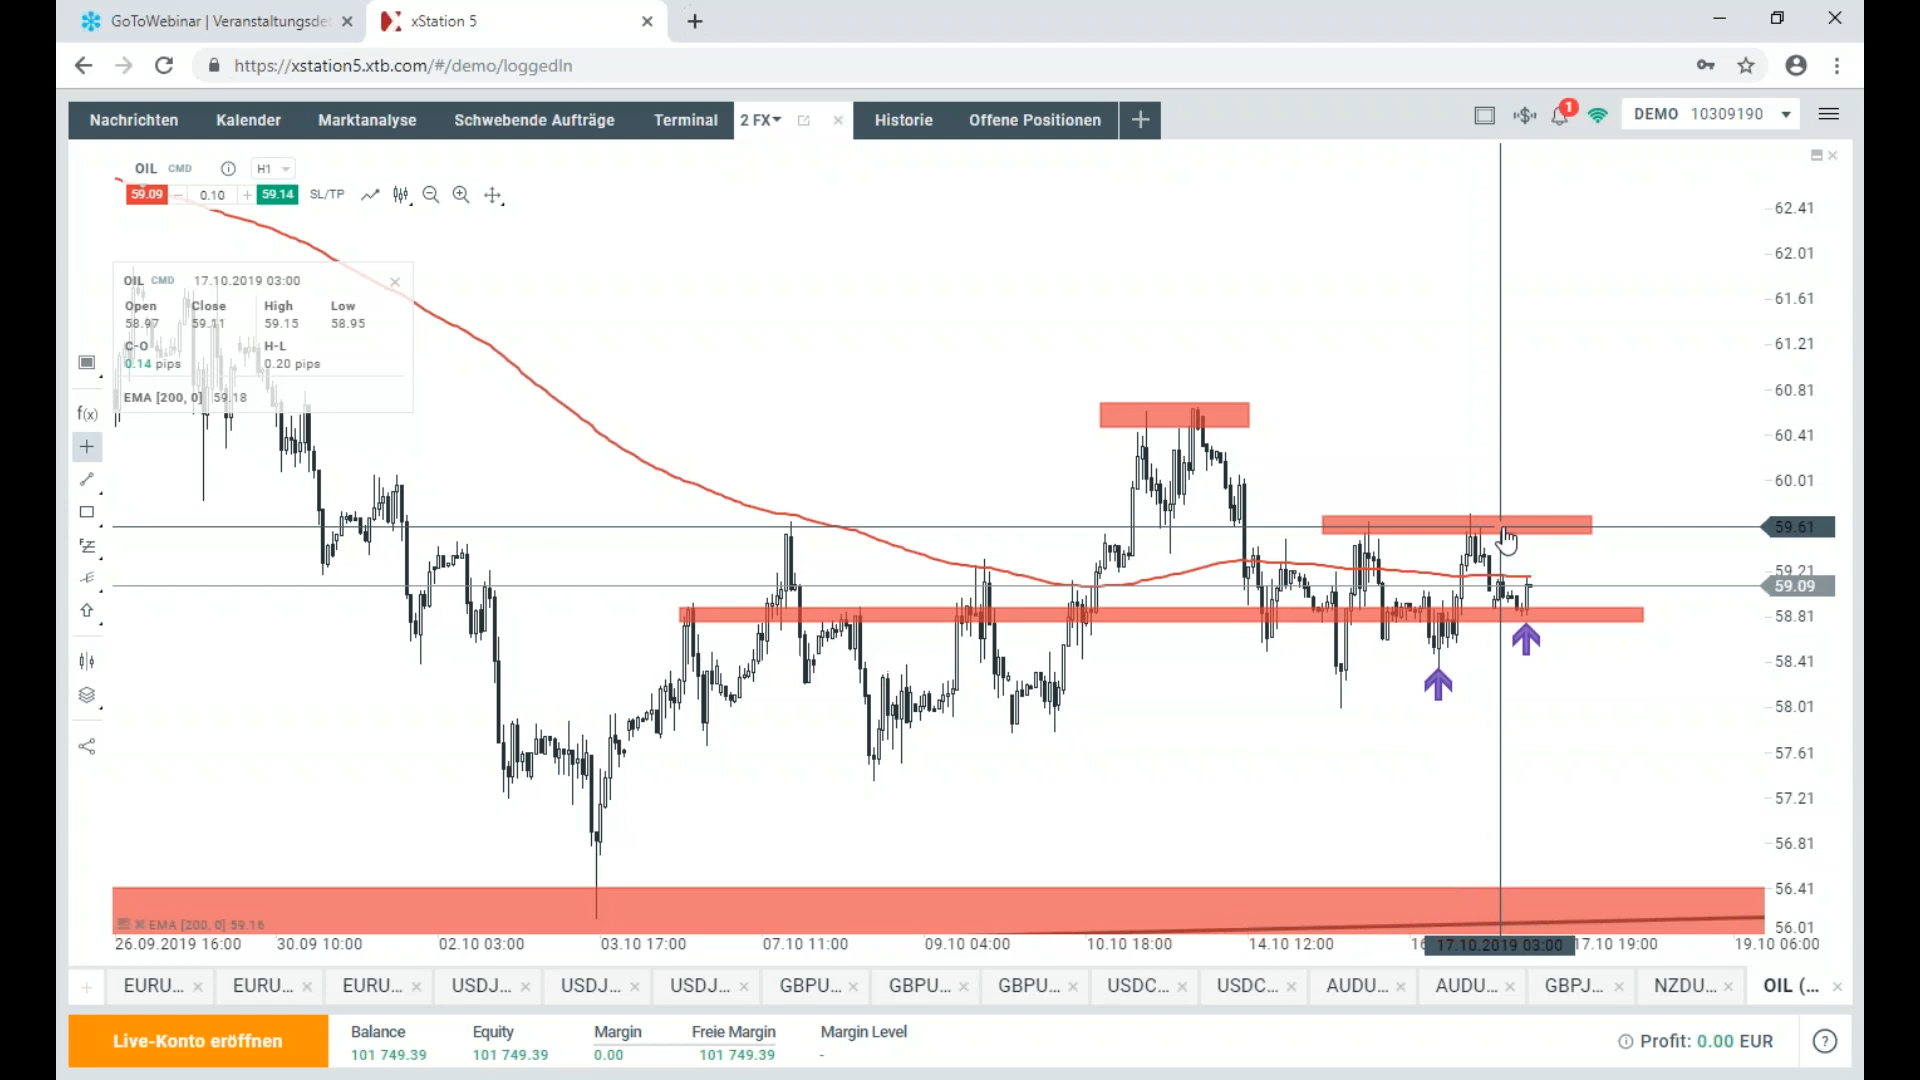 GoToWebinar | Veranstaltungsde
xStation 5
https://xstation5.xtb.com/#/demo/loggedIn
Nachrichten Kalender Marktanalyse Schwebende Aufträge Terminal 2 FX Historie Offene Positionen
1
DEMO 10309190
OIL CMD H1
59.09 0.10 59.14 SL/TP
OIL CMD 17.10.2019 03:00
Open Close High Low
58.97 59.11 59.15 58.95
C-O H-L
0.14 pips 0.20 pips
EMA [200, 0] 59.18
f(x)
62.41
62.01
61.61
61.21
60.81
60.41
60.01
59.61
59.21
59.09
58.81
58.41
58.01
57.61
57.21
56.81
56.41
56.01
EMA [200, 0] 59.16
26.09.2019 16:00 30.09 10:00 02.10 03:00 03.10 17:00 07.10 11:00 09.10 04:00 10.10 18:00 14.10 12:00 16 17.10.2019 03:00 17.10 19:00 19.10 06:00
EURU... EURU... EURU... USDJ... USDJ... USDJ... GBPU... GBPU... GBPU... USDC... USDC... AUDU... AUDU... GBPJ... NZDU... OIL (...
Live-Konto eröffnen
Balance Equity Margin Freie Margin Margin Level
101 749.39 101 749.39 0.00 101 749.39 -
Profit: 0.00 EUR
?